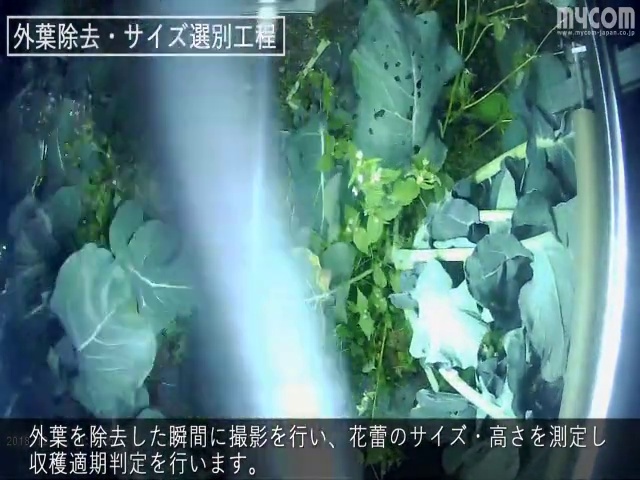 外葉除去・サイズ選別工程
mycom
www.mycom-japan.co.jp
外葉を除去した瞬間に撮影を行い、花蕾のサイズ・高さを測定し
収穫適期判定を行います。